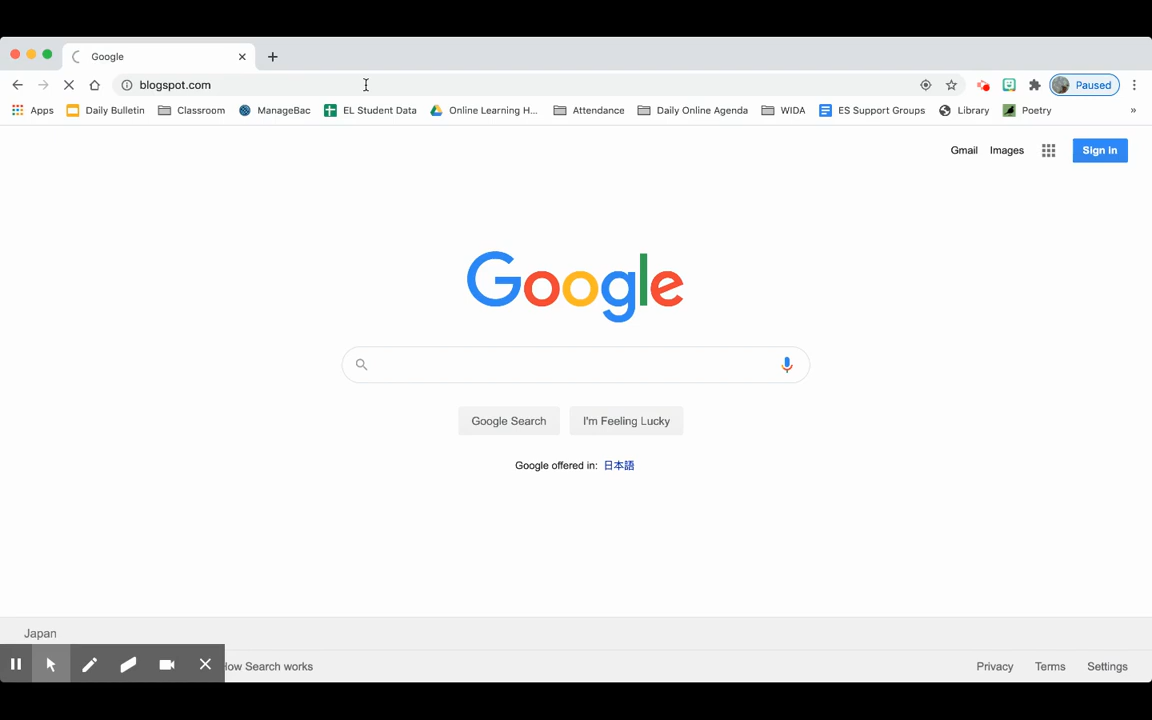 Google
blogspot.com
Paused
Apps Daily Bulletin Classroom ManageBac EL Student Data Online Learning H... Attendance Daily Online Agenda WIDA ES Support Groups Library Poetry »
Gmail Images Sign in
Google
Google Search I'm Feeling Lucky
Google offered in: 日本語
Japan
How Search works Privacy Terms Settings